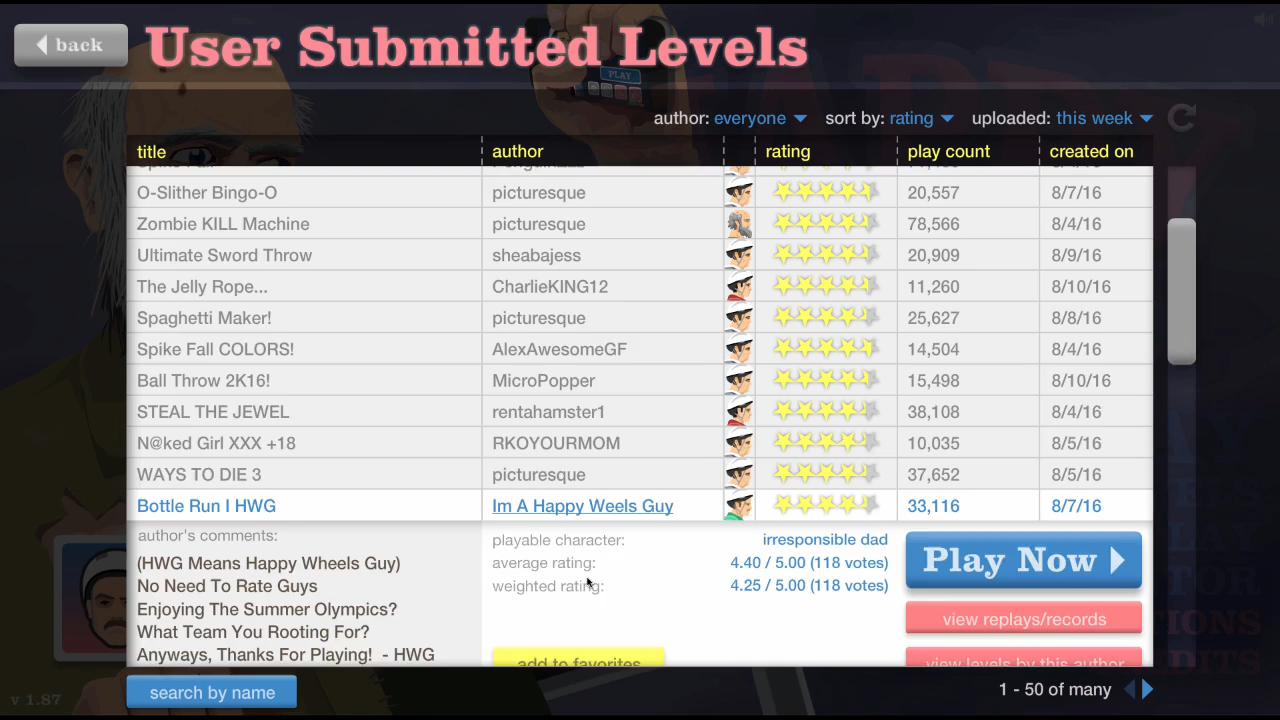 back
User Submitted Levels
PLAY
author: everyone sort by: rating uploaded: this week
title author rating play count created on
O-Slither Bingo-O picturesque 20,557 8/7/16
Zombie KILL Machine picturesque 78,566 8/4/16
Ultimate Sword Throw sheabajess 20,909 8/9/16
The Jelly Rope... CharlieKING12 11,260 8/10/16
Spaghetti Maker! picturesque 25,627 8/8/16
Spike Fall COLORS! AlexAwesomeGF 14,504 8/4/16
Ball Throw 2K16! MicroPopper 15,498 8/10/16
STEAL THE JEWEL rentahamster1 38,108 8/4/16
N@ked Girl XXX +18 RKOYOURMOM 10,035 8/5/16
WAYS TO DIE 3 picturesque 37,652 8/5/16
Bottle Run I HWG Im A Happy Weels Guy 33,116 8/7/16
author's comments:
(HWG Means Happy Wheels Guy)
No Need To Rate Guys
Enjoying The Summer Olympics?
What Team You Rooting For?
Anyways, Thanks For Playing! - HWG
playable character: irresponsible dad
average rating: 4.40 / 5.00 (118 votes)
weighted rating: 4.25 / 5.00 (118 votes)
add to favorites
Play Now
view replays/records
view levels by this author
search by name
1 - 50 of many
v 1.87